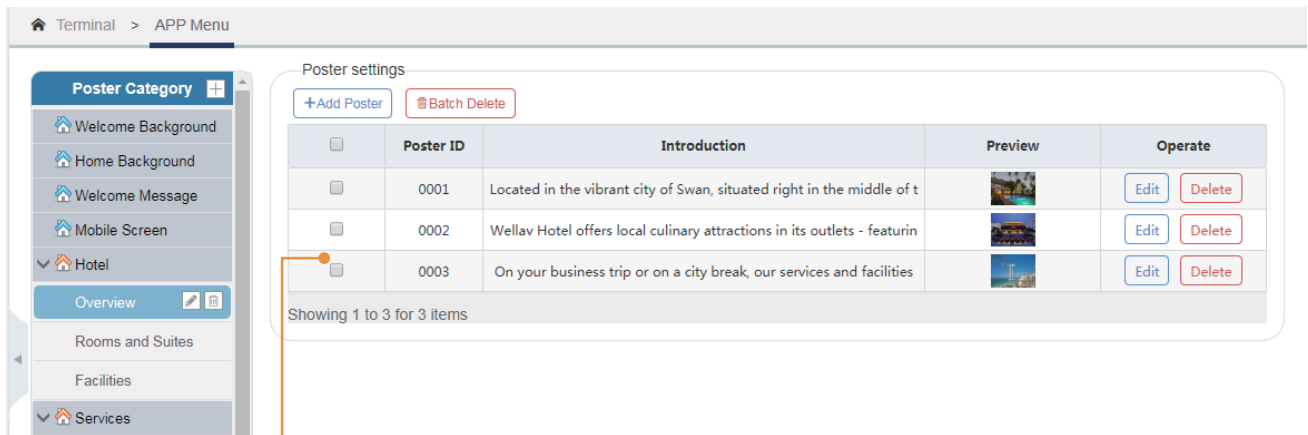 Terminal > APP Menu
Poster Category
Welcome Background
Home Background
Welcome Message
Mobile Screen
Hotel
Overview
Rooms and Suites
Facilities
Services
Poster settings
+Add Poster Batch Delete
Poster ID Introduction Preview Operate
0001 Located in the vibrant city of Swan, situated right in the middle of t Edit Delete
0002 Wellav Hotel offers local culinary attractions in its outlets - featurin Edit Delete
0003 On your business trip or on a city break, our services and facilities Edit Delete
Showing 1 to 3 for 3 items